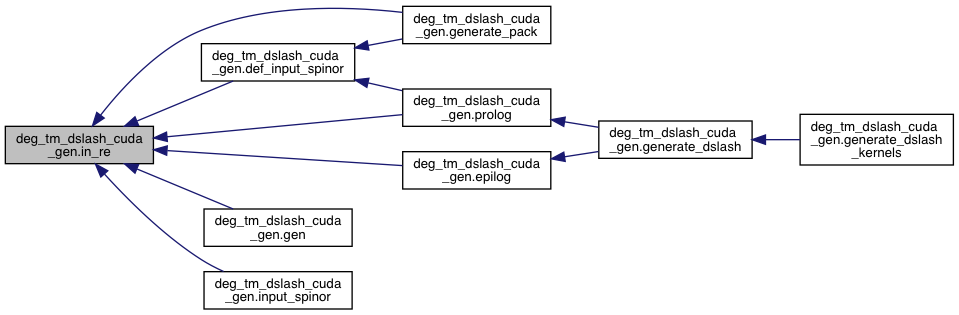 deg_tm_dslash_cuda
_gen.in_re
deg_tm_dslash_cuda
_gen.generate_pack
deg_tm_dslash_cuda
_gen.def_input_spinor
deg_tm_dslash_cuda
_gen.prolog
deg_tm_dslash_cuda
_gen.epilog
deg_tm_dslash_cuda
_gen.gen
deg_tm_dslash_cuda
_gen.input_spinor
deg_tm_dslash_cuda
_gen.generate_dslash
deg_tm_dslash_cuda
_gen.generate_dslash
_kernels